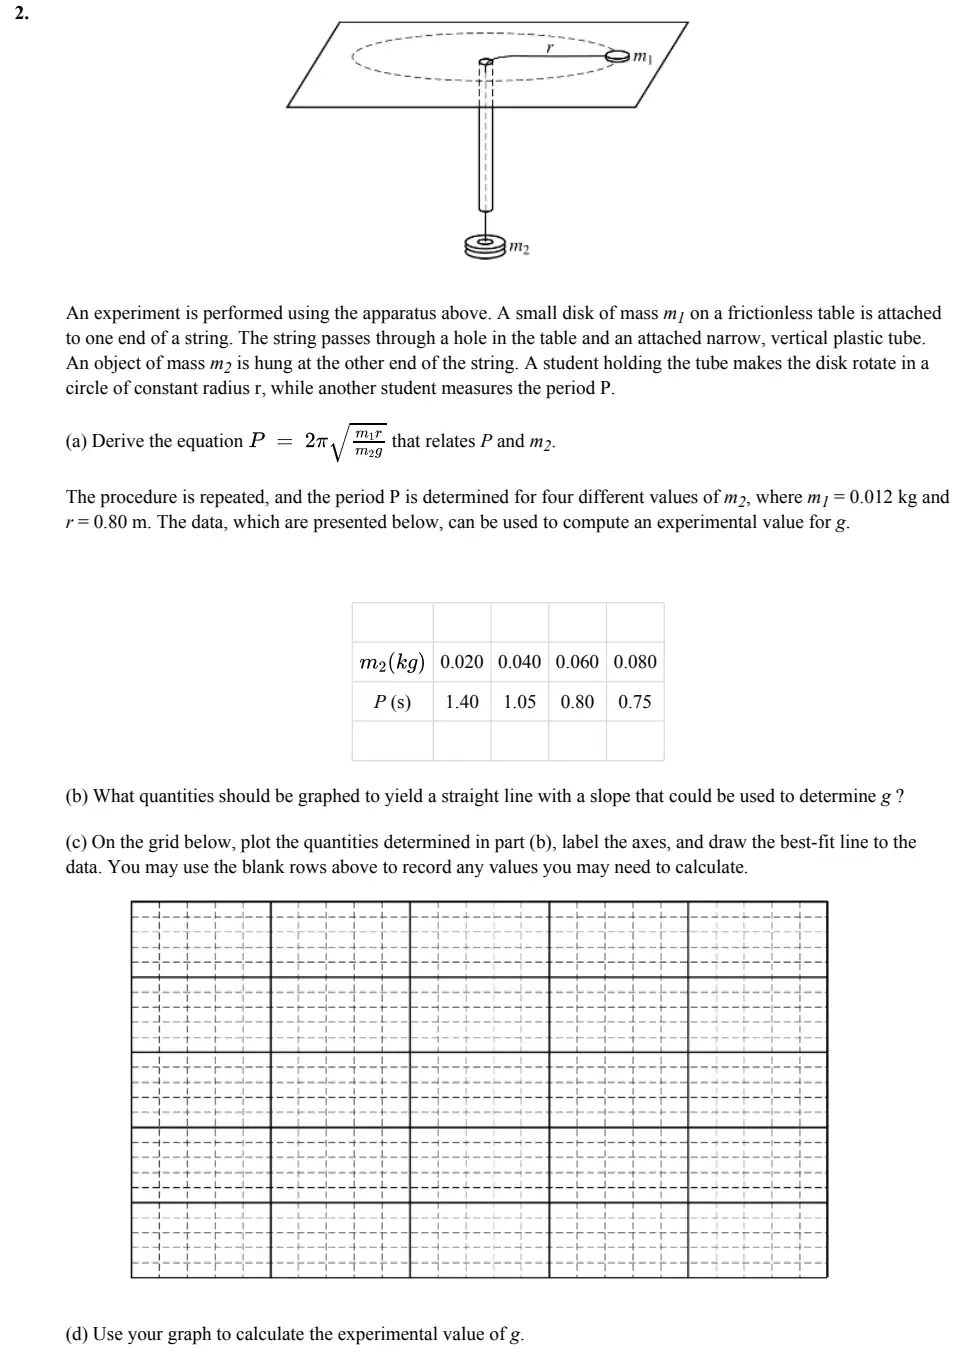 2.
r
m1
m2
An experiment is performed using the apparatus above. A small disk of mass m1 on a frictionless table is attached
to one end of a string. The string passes through a hole in the table and an attached narrow, vertical plastic tube.
An object of mass m2 is hung at the other end of the string. A student holding the tube makes the disk rotate in a
circle of constant radius r, while another student measures the period P.
(a) Derive the equation P = 2π√(m1r/m2g) that relates P and m2.
The procedure is repeated, and the period P is determined for four different values of m2, where m1 = 0.012 kg and
r = 0.80 m. The data, which are presented below, can be used to compute an experimental value for g.
m2(kg) 0.020 0.040 0.060 0.080
P (s) 1.40 1.05 0.80 0.75
(b) What quantities should be graphed to yield a straight line with a slope that could be used to determine g ?
(c) On the grid below, plot the quantities determined in part (b), label the axes, and draw the best-fit line to the
data. You may use the blank rows above to record any values you may need to calculate.
(d) Use your graph to calculate the experimental value of g.